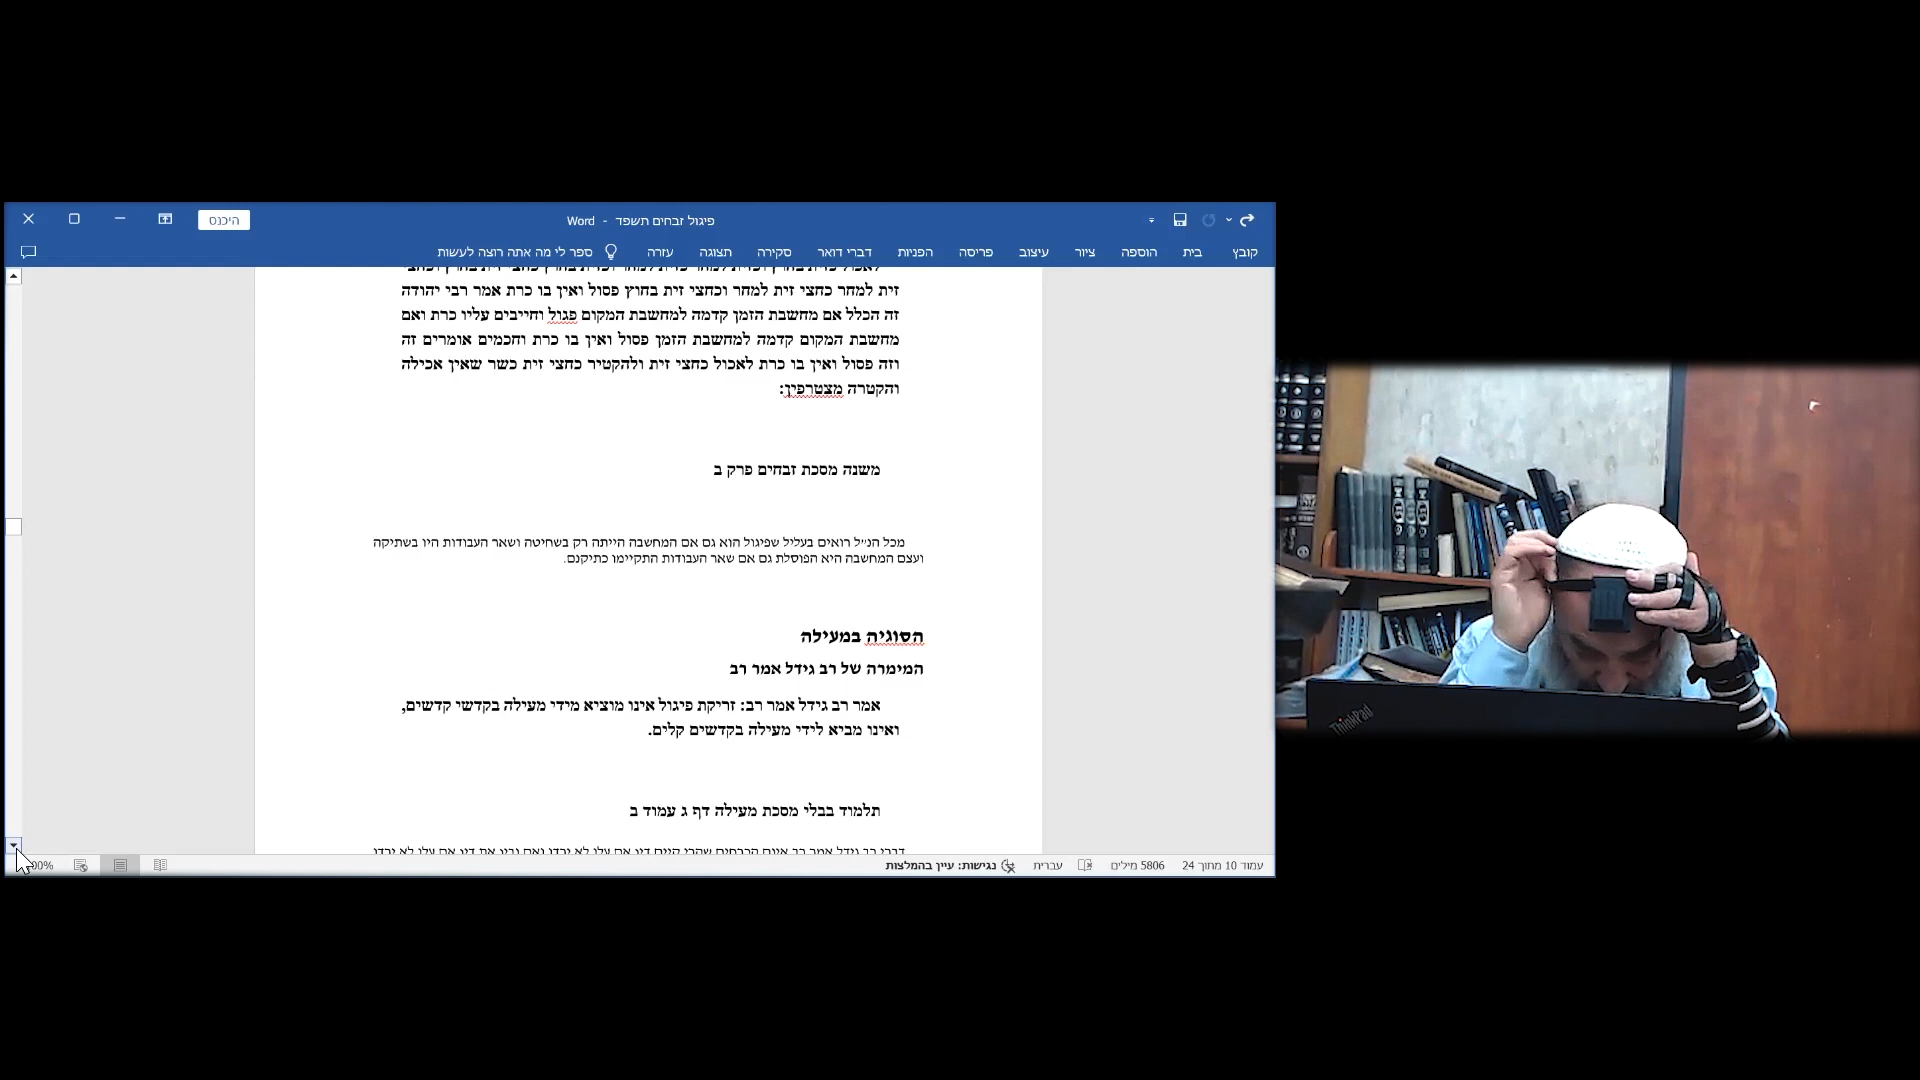 היכנס
פיגול זבחים תשפד - Word
קובץ בית הוספה ציור עיצוב פריסה הפניות דברי דואר סקירה תצוגה עזרה ספר לי מה אתה רוצה לעשות
זית למחר כחצי זית למחר וכחצי זית בחוץ פסול ואין בו כרת אמר רבי יהודה
זה הכלל אם מחשבת הזמן קדמה למחשבת המקום פגול וחייבים עליו כרת ואם
מחשבת המקום קדמה למחשבת הזמן פסול ואין בו כרת וחכמים אומרים זה
וזה פסול ואין בו כרת לאכול כחצי זית ולהקטיר כחצי זית כשר שאין אכילה
והקטרה מצטרפין:
משנה מסכת זבחים פרק ב
מכל הנ״ל רואים בעליל שפיגול הוא גם אם המחשבה הייתה רק בשחיטה ושאר העבודות היו בשתיקה
ועצם המחשבה היא הפוסלת גם אם שאר העבודות התקיימו כתיקנם.
הסוגיה במעילה
המימרה של רב גידל אמר רב
אמר רב גידל אמר רב: זריקת פיגול אינו מוציא מידי מעילה בקדשי קדשים,
ואינו מביא לידי מעילה בקדשים קלים.
תלמוד בבלי מסכת מעילה דף ג עמוד ב
עמוד 10 מתוך 24 5806 מילים עברית נגישות: עיין בהמלצות
ThinkPad